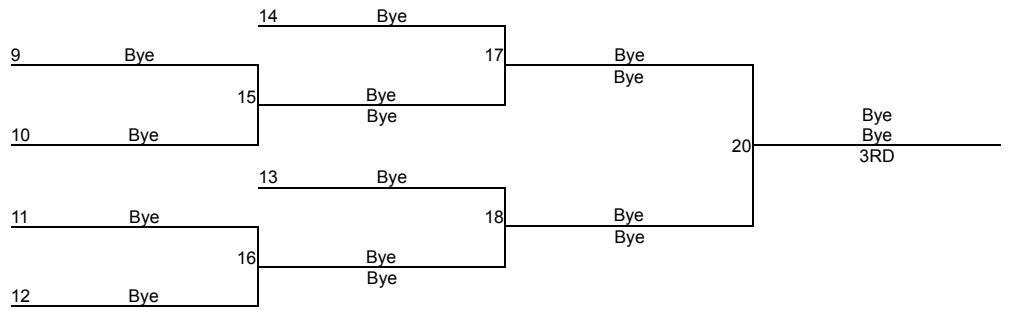 14 Bye
9 Bye
17 Bye
Bye
15 Bye
Bye
10 Bye
20 Bye
Bye
3RD
13 Bye
11 Bye
18 Bye
Bye
16 Bye
Bye
12 Bye